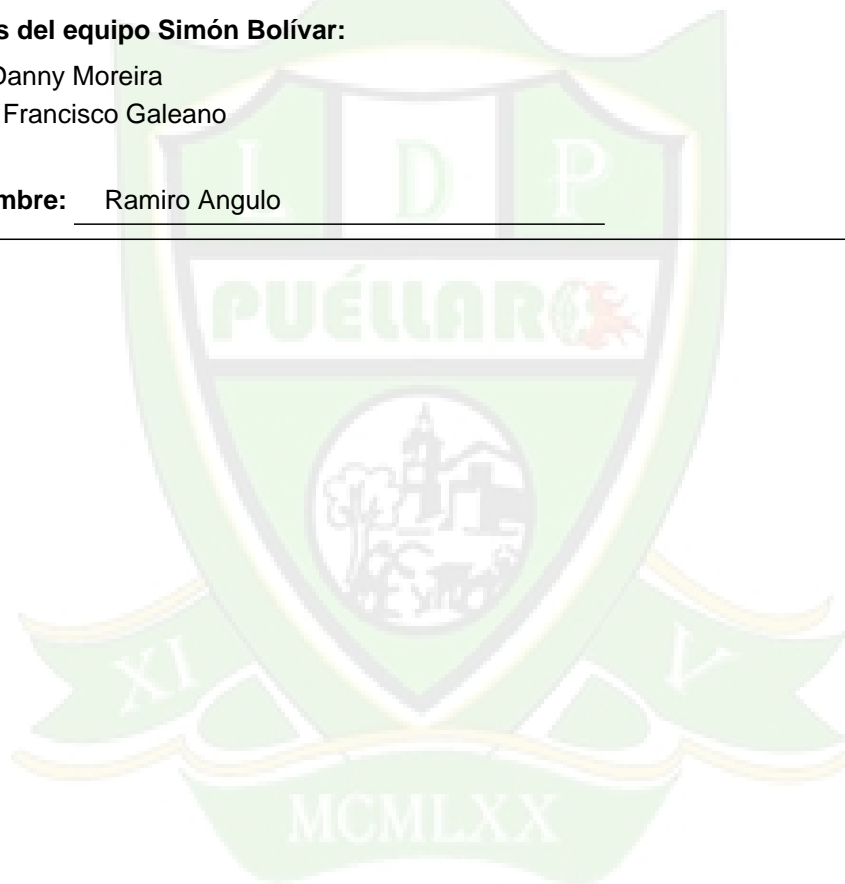 s del equipo Simón Bolívar:
Danny Moreira
Francisco Galeano
mbre: Ramiro Angulo
L D P
PUÉLLARO
XI V
MCMLXX